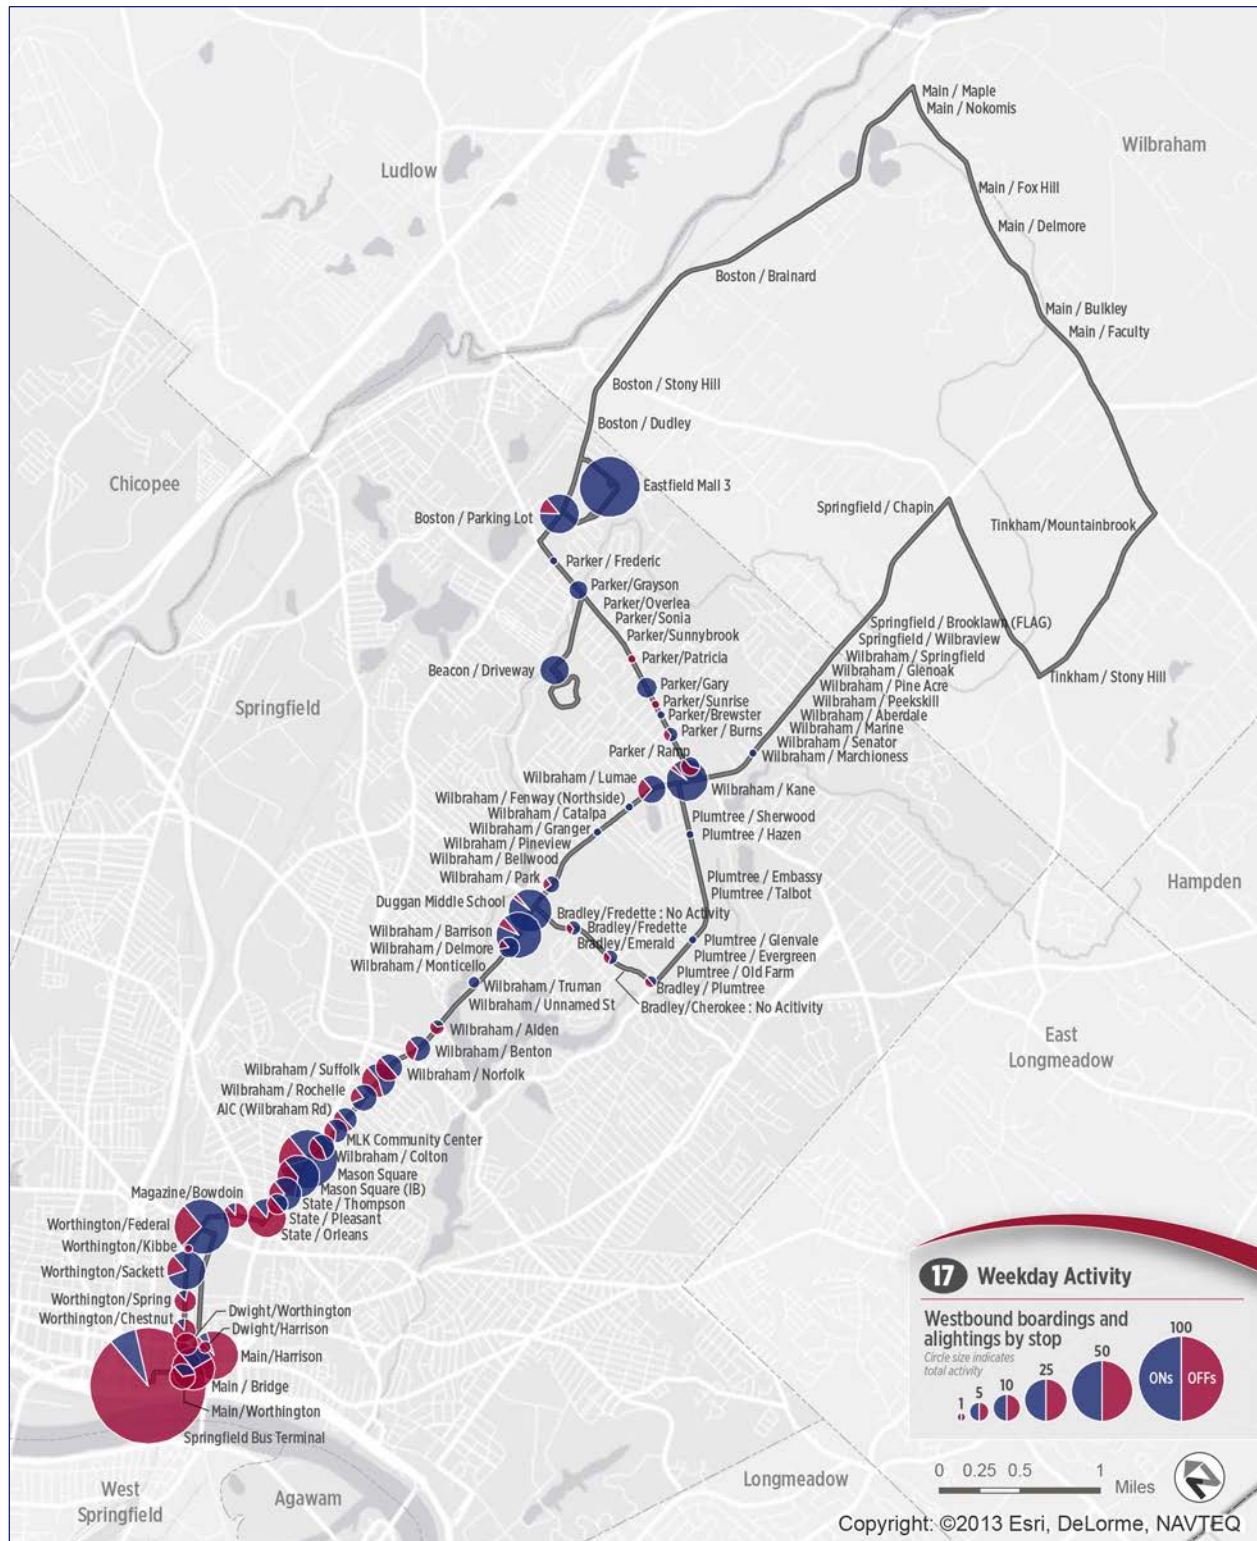 Main / Maple
Main / Nokomis
Wilbraham
Ludlow
Main / Fox Hill
Main / Delmore
Boston / Brainard
Main / Bulkley
Main / Faculty
Boston / Stony Hill
Boston / Dudley
Chicopee
Eastfield Mall 3
Boston / Parking Lot
Springfield / Chapin
Tinkham/Mountainbrook
Parker / Frederic
Parker/Grayson
Parker/Overlea
Parker/Sonia
Parker/Sunnybrook
Parker/Patricia
Beacon / Driveway
Springfield / Brooklawn (FLAG)
Springfield / Wilbraview
Wilbraham / Springfield
Wilbraham / Glenoak
Wilbraham / Pine Acre
Wilbraham / Peekskill
Wilbraham / Aberdale
Wilbraham / Marine
Wilbraham / Senator
Wilbraham / Marchioness
Tinkham / Stony Hill
Springfield
Parker/Gary
Parker/Sunrise
Parker/Brewster
Parker / Burns
Parker / Ramp
Wilbraham / Lumae
Wilbraham / Kane
Wilbraham / Fenway (Northside)
Wilbraham / Catalpa
Wilbraham / Granger
Wilbraham / Pineview
Wilbraham / Bellwood
Wilbraham / Park
Plumtree / Sherwood
Plumtree / Hazen
Plumtree / Embassy
Plumtree / Talbot
Hampden
Duggan Middle School
Bradley/Fredette : No Activity
Bradley/Fredette
Bradley/Emerald
Wilbraham / Barrison
Wilbraham / Delmore
Wilbraham / Monticello
Plumtree / Glenvale
Plumtree / Evergreen
Plumtree / Old Farm
Bradley / Plumtree
Bradley/Cherokee : No Acitivity
Wilbraham / Truman
Wilbraham / Unnamed St
Wilbraham / Alden
Wilbraham / Benton
East
Longmeadow
Wilbraham / Suffolk
Wilbraham / Norfolk
Wilbraham / Rochelle
AIC (Wilbraham Rd)
MLK Community Center
Wilbraham / Colton
Mason Square
Mason Square (IB)
State / Thompson
State / Pleasant
State / Orleans
Magazine/Bowdoin
Worthington/Federal
Worthington/Kibbe
Worthington/Sackett
Worthington/Spring
Worthington/Chestnut
Dwight/Worthington
Dwight/Harrison
Main/Harrison
Main / Bridge
Main/Worthington
Springfield Bus Terminal
West
Springfield
Agawam
Longmeadow
17 Weekday Activity
Westbound boardings and
alightings by stop
Circle size indicates
total activity
1 5 10 25 50 100
ONs OFFs
0 0.25 0.5 1 Miles
Copyright: ©2013 Esri, DeLorme, NAVTEQ